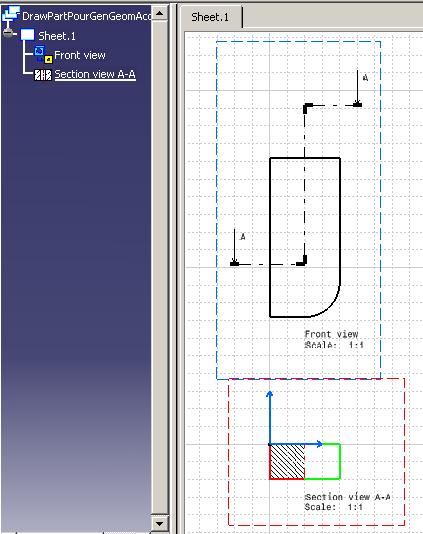 DrawPartPourGenGeomAcc
Sheet.1
Front view
Section view A-A
Sheet.1
A
A
Front view
Scale: 1:1
Section view A-A
Scale: 1:1